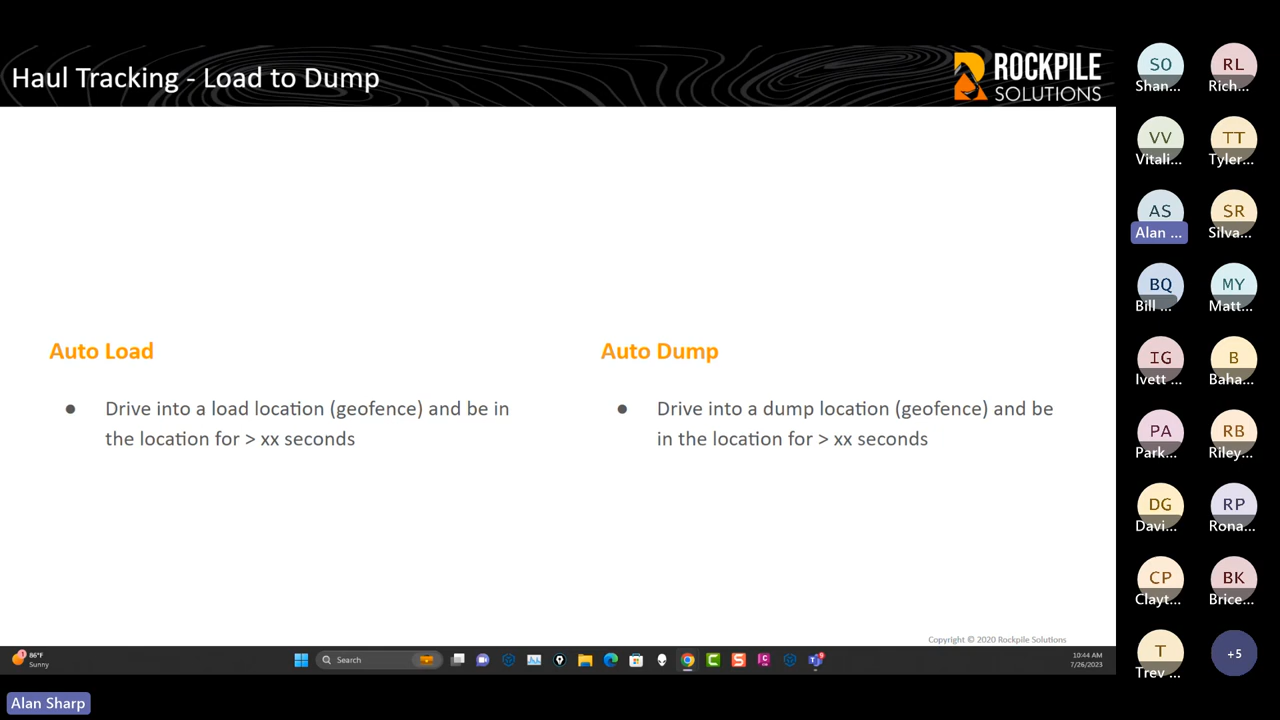 Haul Tracking - Load to Dump
ROCKPILE
SOLUTIONS
Auto Load
● Drive into a load location (geofence) and be in
the location for > xx seconds
Auto Dump
● Drive into a dump location (geofence) and be
in the location for > xx seconds
Copyright © 2020 Rockpile Solutions
86°F
Sunny
Search
10:44 AM
7/26/2023
Alan Sharp
SO
Shan...
RL
Rich...
VV
Vitali...
TT
Tyler...
AS
Alan ...
SR
Silva...
BQ
Bill ...
MY
Matt...
IG
Ivett ...
B
Baha...
PA
Park...
RB
Riley...
DG
Davi...
RP
Rona...
CP
Clayt...
BK
Brice...
T
Trev ...
+5